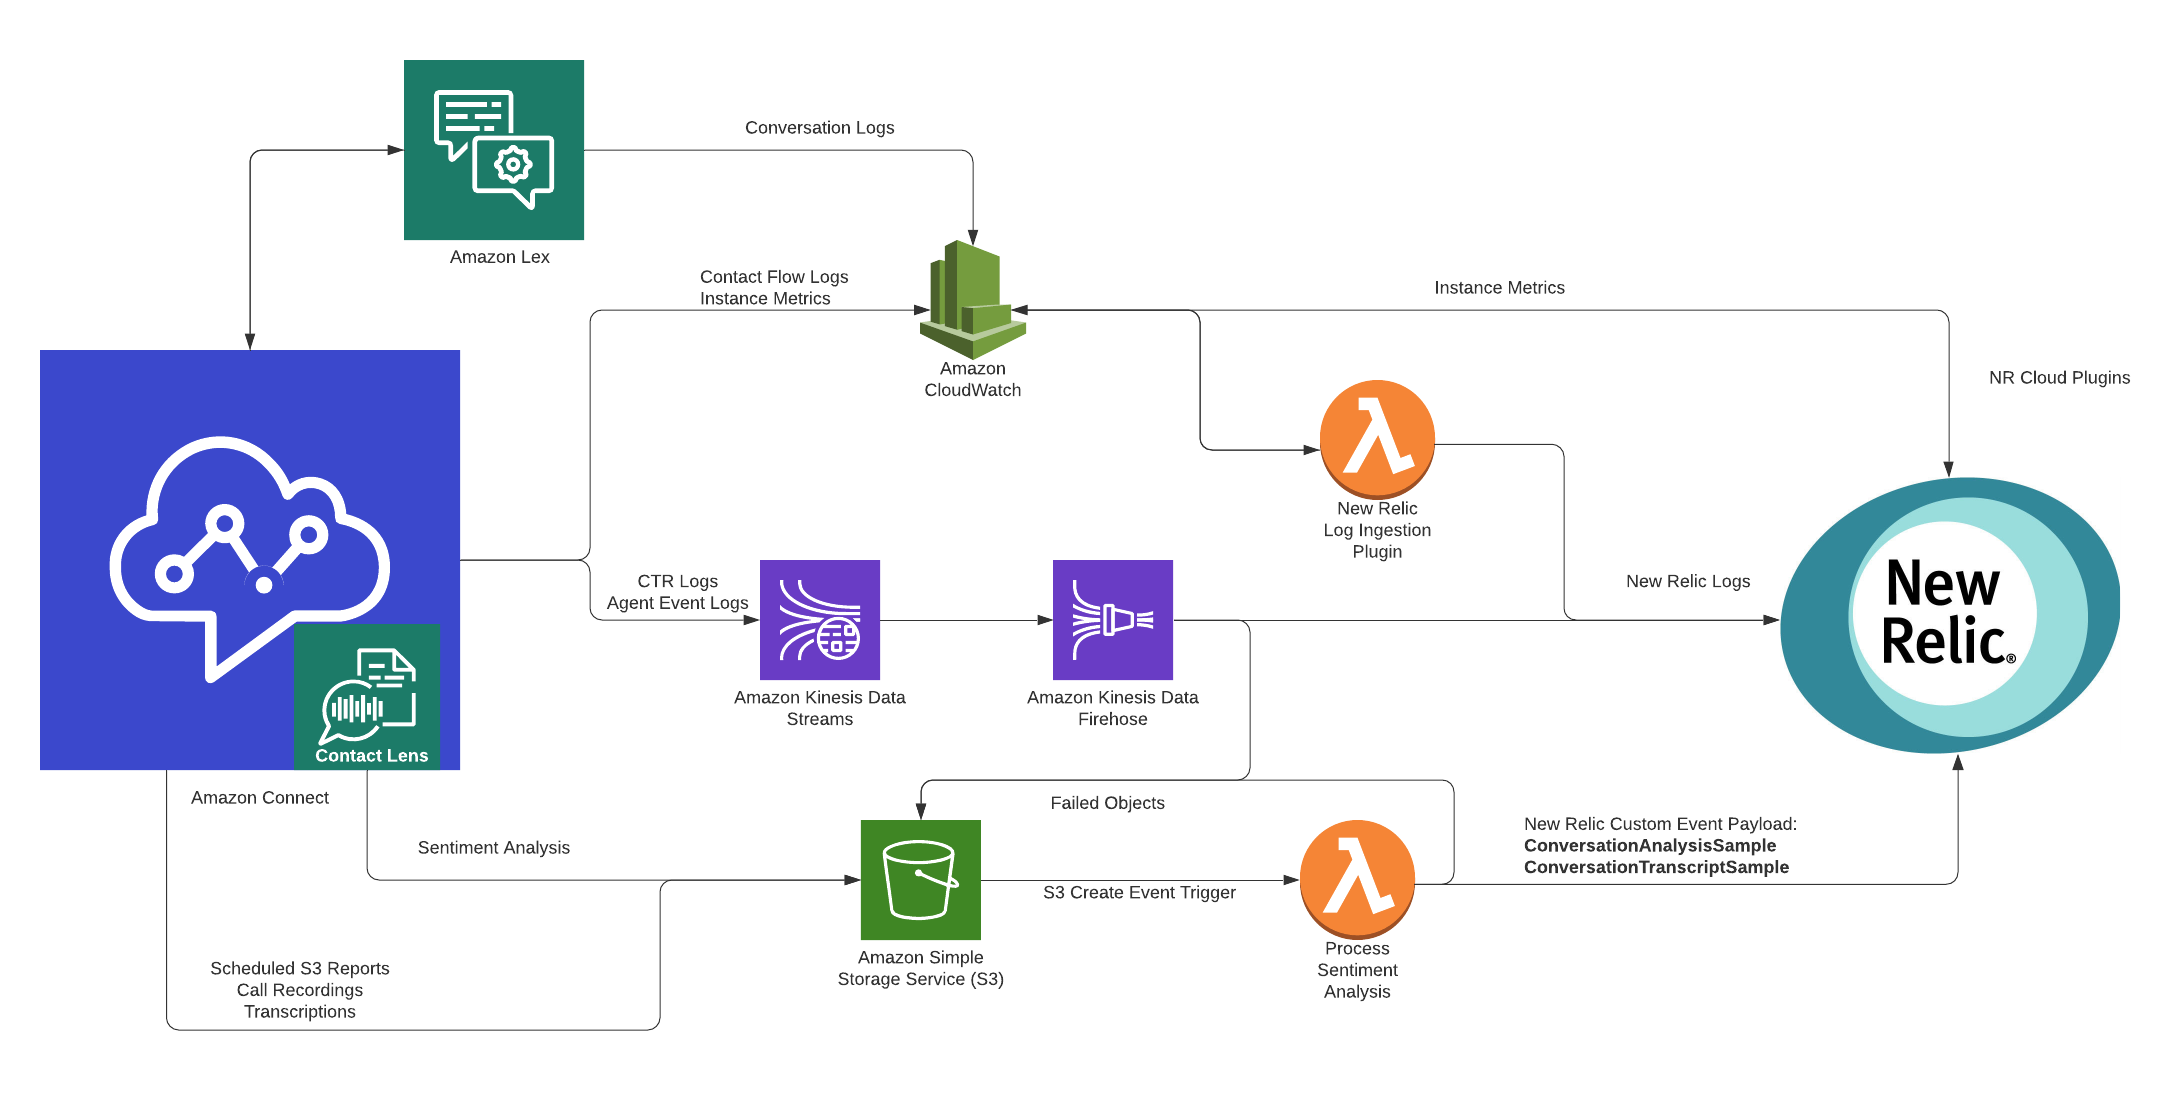 Conversation Logs
Amazon Lex
Contact Flow Logs
Instance Metrics
Instance Metrics
Amazon
CloudWatch
NR Cloud Plugins
New Relic
Log Ingestion
Plugin
CTR Logs
Agent Event Logs
New Relic Logs
New
Relic®
Amazon Kinesis Data
Streams
Amazon Kinesis Data
Firehose
Contact Lens
Amazon Connect
Failed Objects
Sentiment Analysis
New Relic Custom Event Payload:
ConversationAnalysisSample
ConversationTranscriptSample
S3 Create Event Trigger
Amazon Simple
Storage Service (S3)
Process
Sentiment
Analysis
Scheduled S3 Reports
Call Recordings
Transcriptions